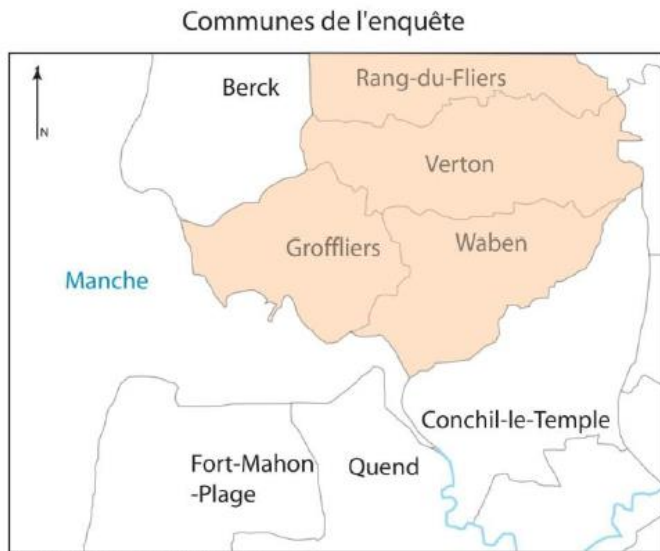 Communes de l'enquête
N
Berck
Rang-du-Fliers
Verton
Groffliers
Waben
Manche
Conchil-le-Temple
Fort-Mahon
-Plage
Quend